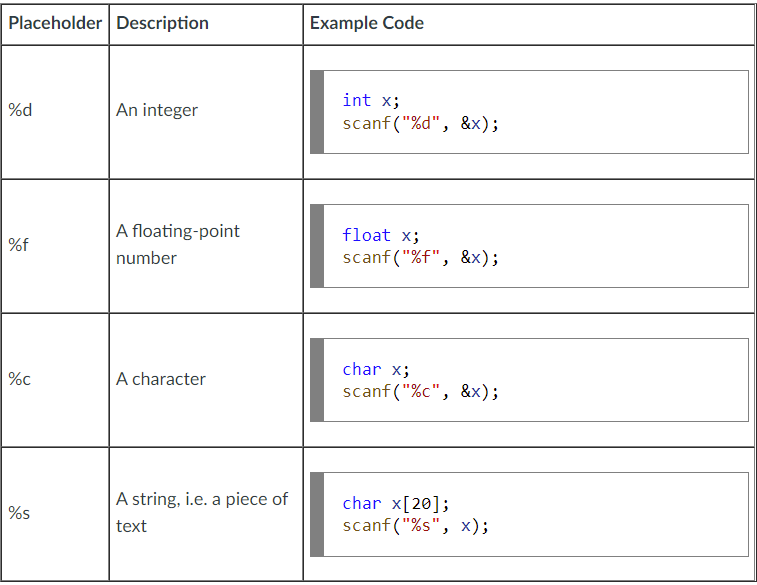 Placeholder Description Example Code
%d An integer
int x;
scanf("%d", &x);
%f A floating-point
number
float x;
scanf("%f", &x);
%c A character
char x;
scanf("%c", &x);
%s A string, i.e. a piece of
text
char x[20];
scanf("%s", x);